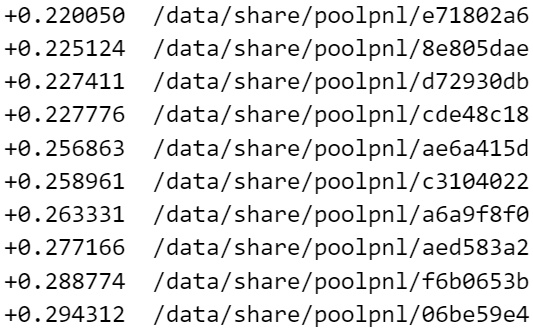 +0.220050  /data/share/poolpnl/e71802a6
+0.225124  /data/share/poolpnl/8e805dae
+0.227411  /data/share/poolpnl/d72930db
+0.227776  /data/share/poolpnl/cde48c18
+0.256863  /data/share/poolpnl/ae6a415d
+0.258961  /data/share/poolpnl/c3104022
+0.263331  /data/share/poolpnl/a6a9f8f0
+0.277166  /data/share/poolpnl/aed583a2
+0.288774  /data/share/poolpnl/f6b0653b
+0.294312  /data/share/poolpnl/06be59e4